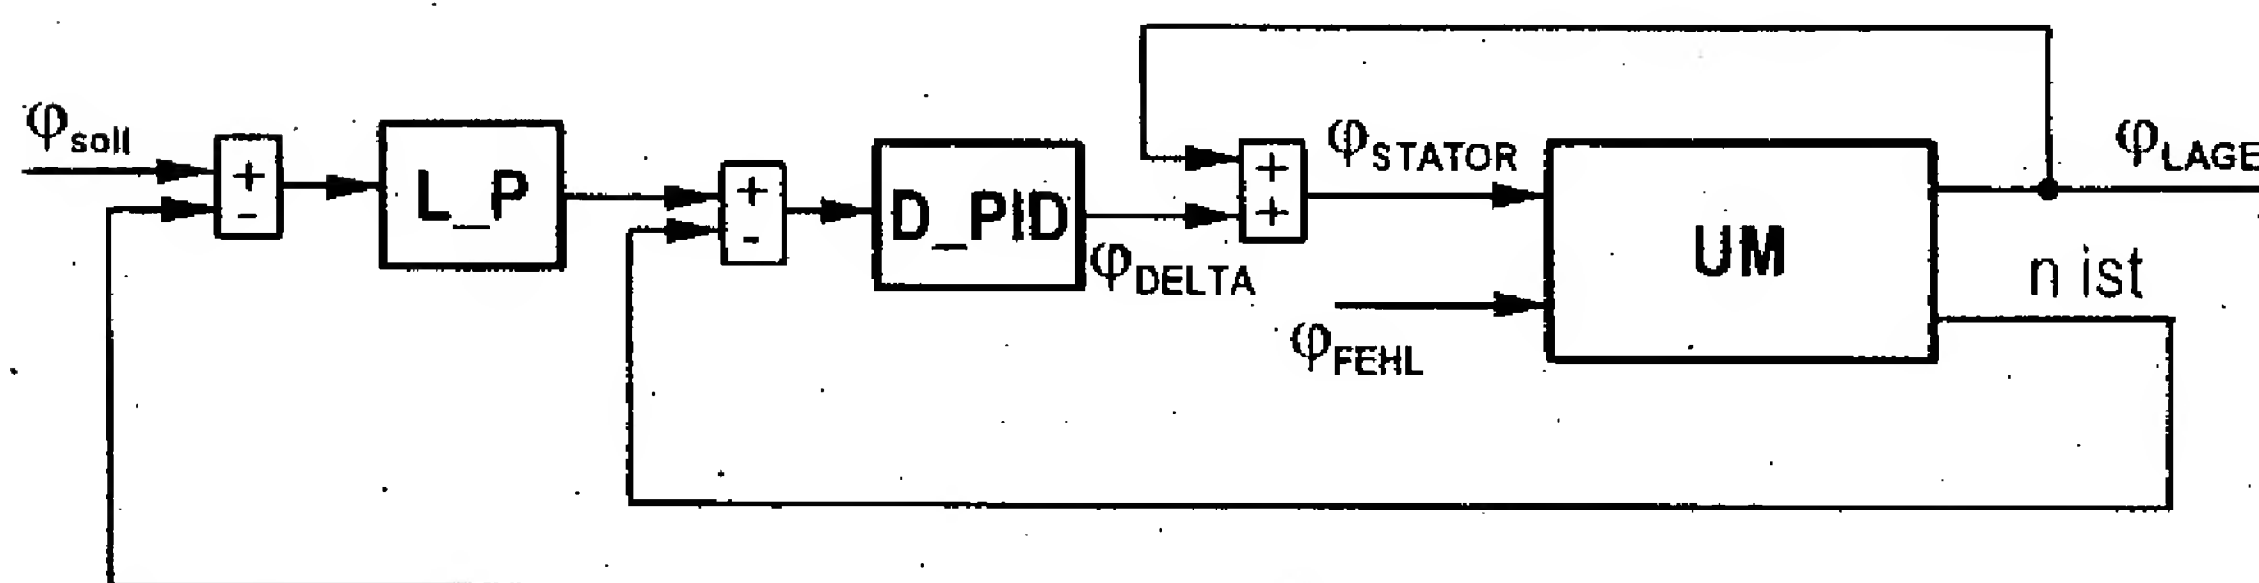 φsoll
+
-
L_P
+
-
D_PID
φDELTA
+
+
φSTATOR
φFEHL
UM
φLAGE
n ist